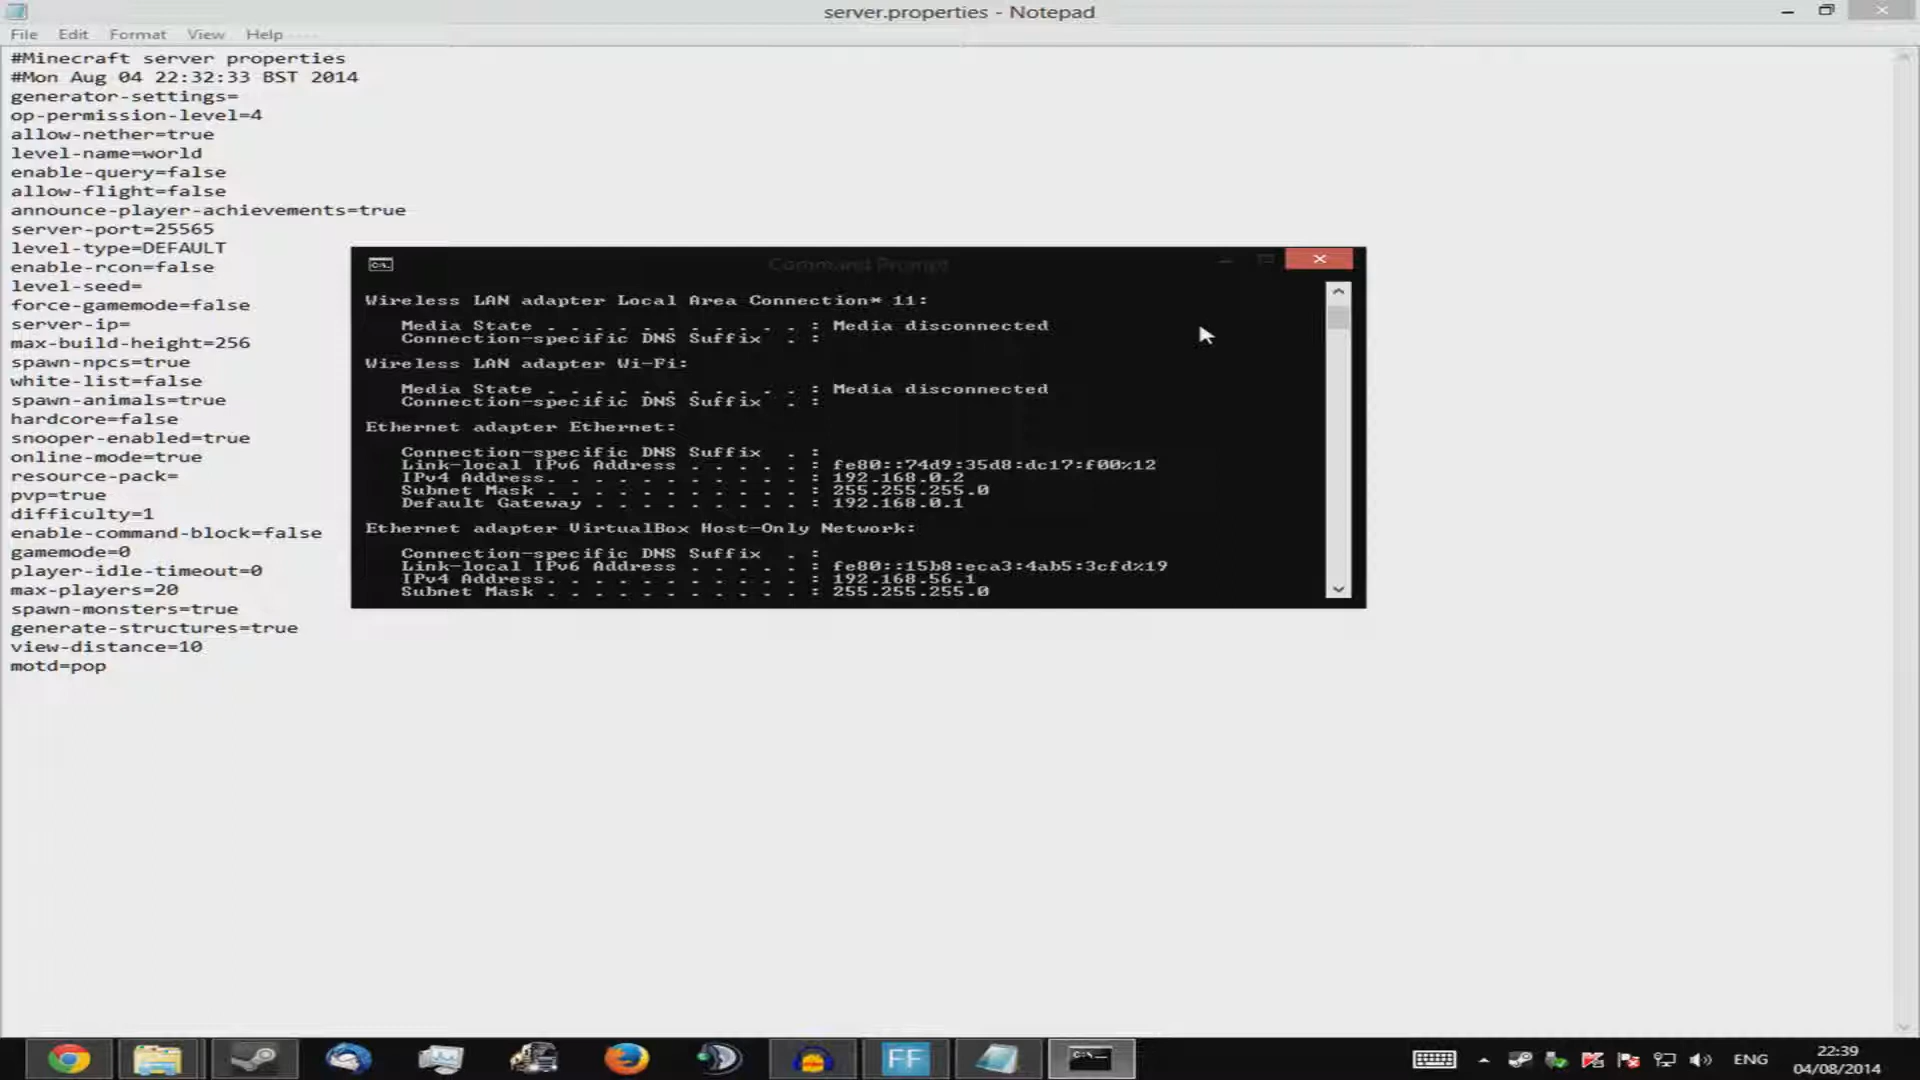 server.properties - Notepad
File Edit Format View Help
#Minecraft server properties
#Mon Aug 04 22:32:33 BST 2014
generator-settings=
op-permission-level=4
allow-nether=true
level-name=world
enable-query=false
allow-flight=false
announce-player-achievements=true
server-port=25565
level-type=DEFAULT
enable-rcon=false
level-seed=
force-gamemode=false
server-ip=
max-build-height=256
spawn-npcs=true
white-list=false
spawn-animals=true
hardcore=false
snooper-enabled=true
online-mode=true
resource-pack=
pvp=true
difficulty=1
enable-command-block=false
gamemode=0
player-idle-timeout=0
max-players=20
spawn-monsters=true
generate-structures=true
view-distance=10
motd=pop
C:\.
Command Prompt
Wireless LAN adapter Local Area Connection* 11:
Media State . . . . . . . . . . . : Media disconnected
Connection-specific DNS Suffix . :
Wireless LAN adapter Wi-Fi:
Media State . . . . . . . . . . . : Media disconnected
Connection-specific DNS Suffix . :
Ethernet adapter Ethernet:
Connection-specific DNS Suffix . :
Link-local IPv6 Address . . . . . : fe80::74d9:35d8:dc17:f00%12
IPv4 Address. . . . . . . . . . . : 192.168.0.2
Subnet Mask . . . . . . . . . . . : 255.255.255.0
Default Gateway . . . . . . . . . : 192.168.0.1
Ethernet adapter VirtualBox Host-Only Network:
Connection-specific DNS Suffix . :
Link-local IPv6 Address . . . . . : fe80::15b8:eca3:4ab5:3cfd%19
IPv4 Address. . . . . . . . . . . : 192.168.56.1
Subnet Mask . . . . . . . . . . . : 255.255.255.0
FF
ENG
22:39
04/08/2014